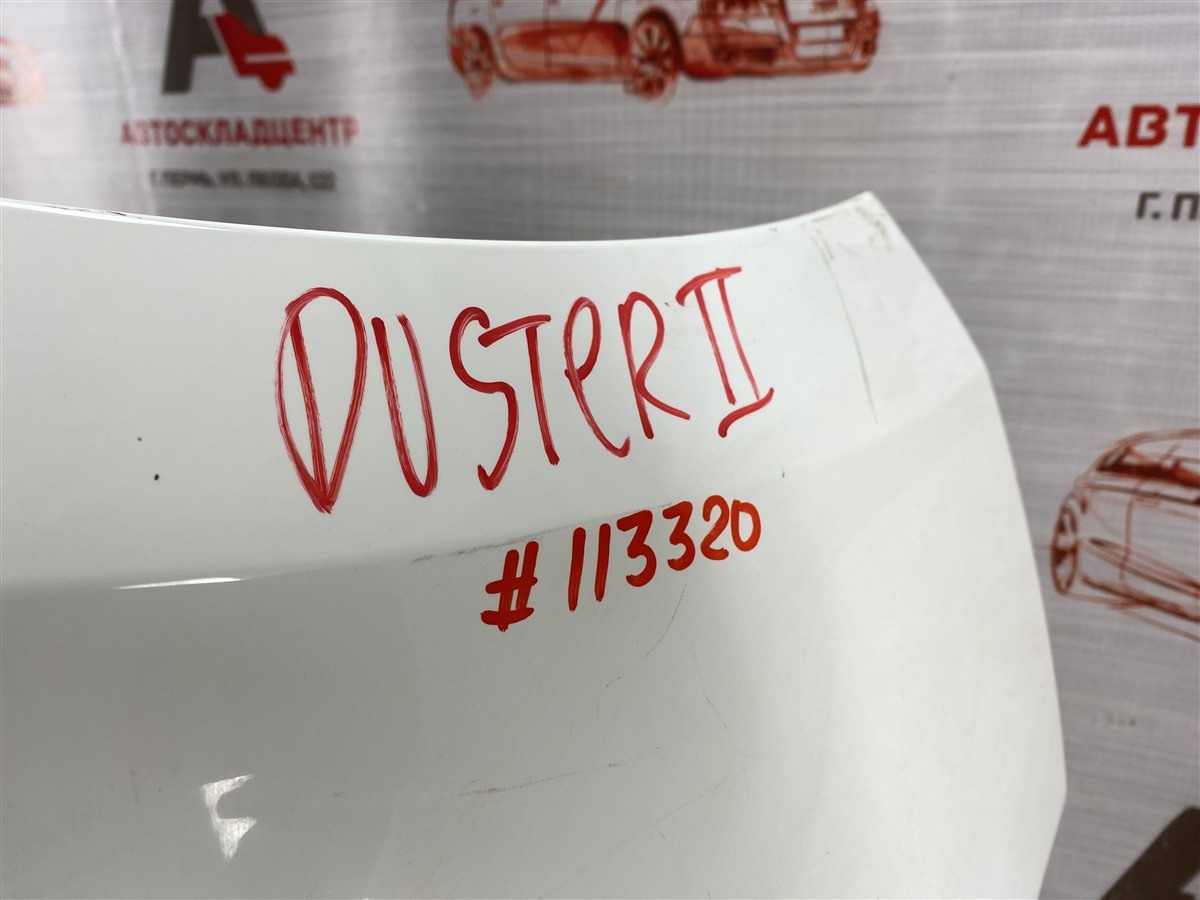 АВТОСКЛАДЦЕНТР
АВТ
Г. П
DUSTER II
#113320